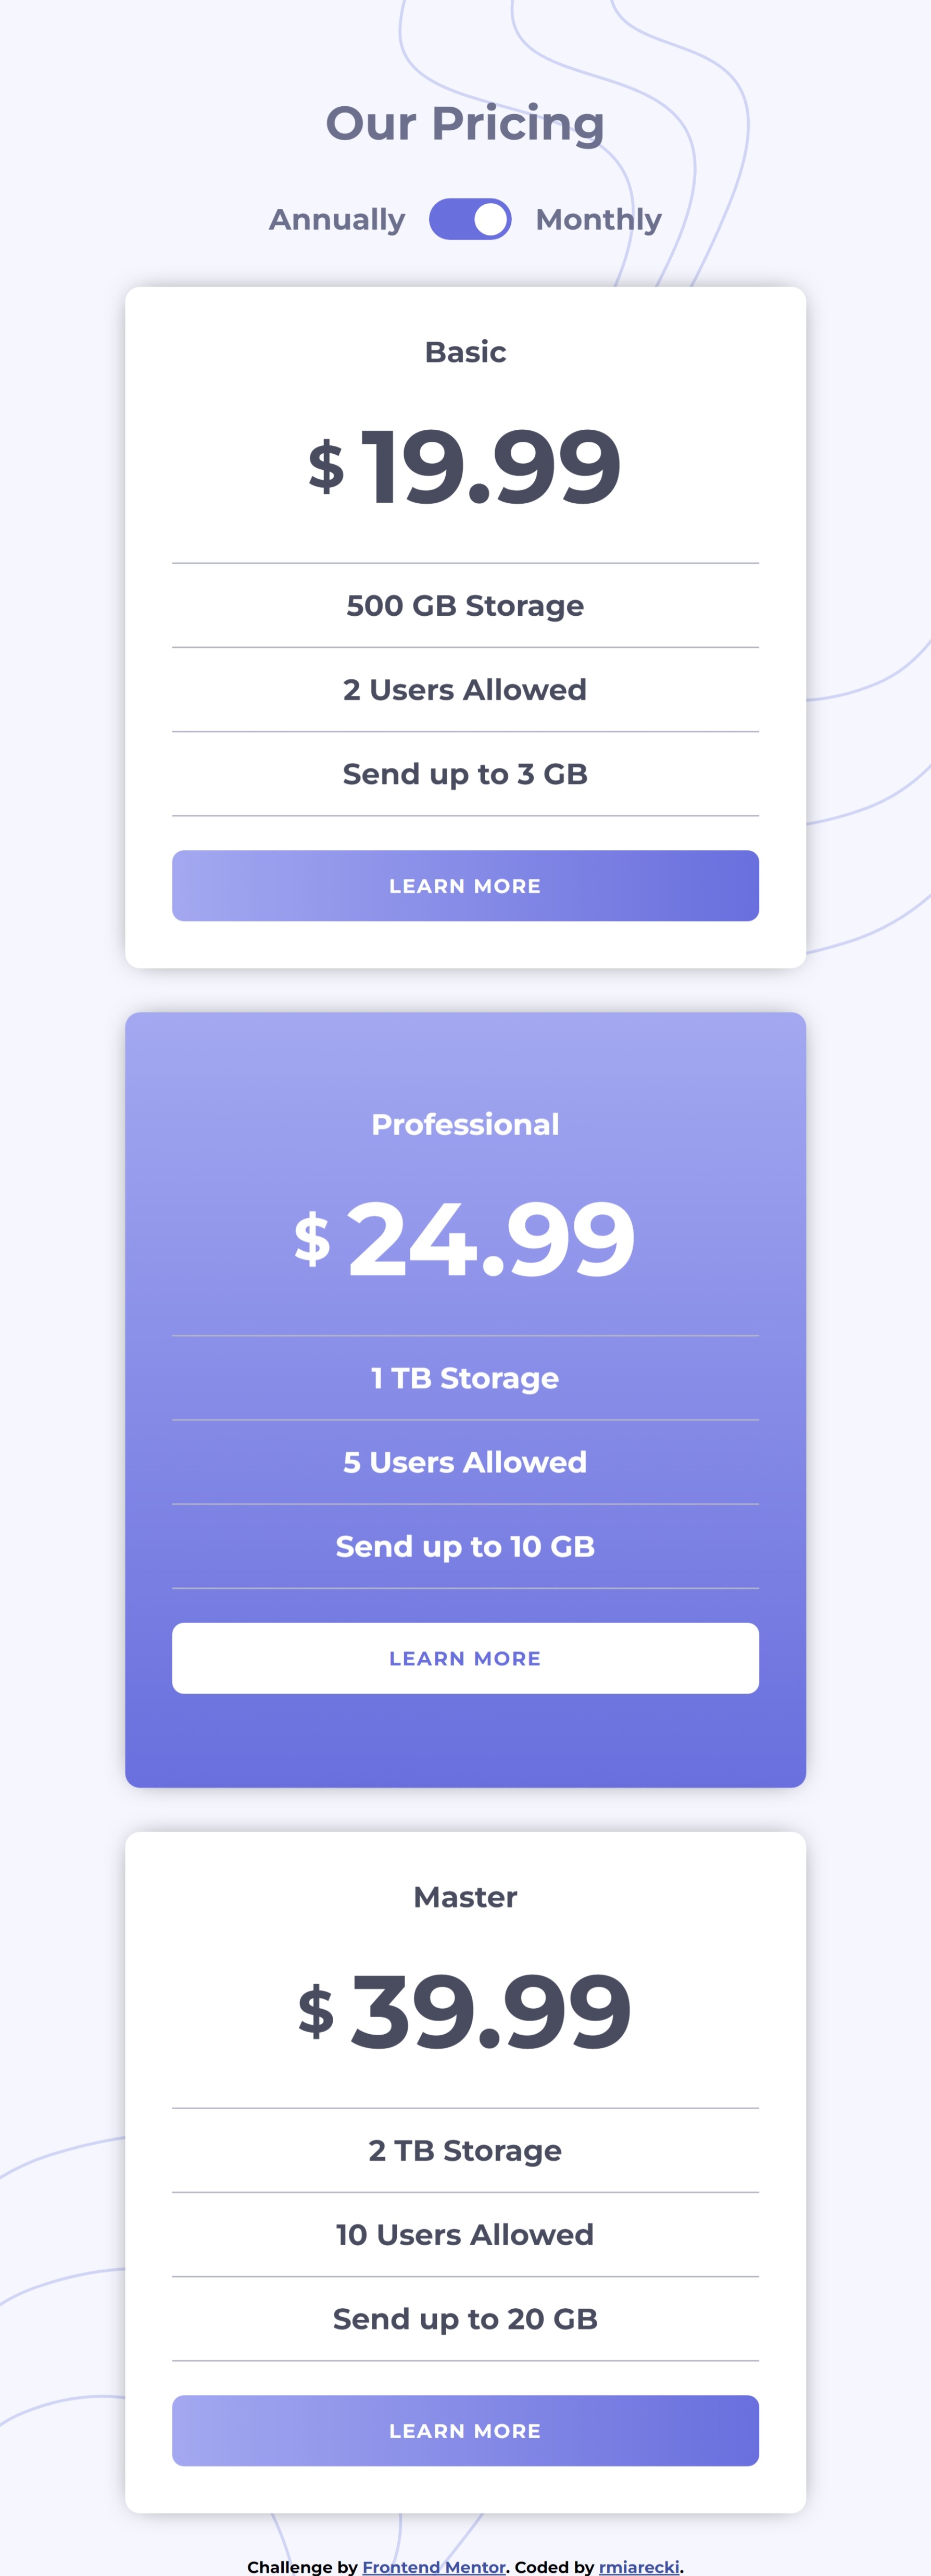 Our Pricing
Annually Monthly
Basic
$ 19.99
500 GB Storage
2 Users Allowed
Send up to 3 GB
LEARN MORE
Professional
$ 24.99
1 TB Storage
5 Users Allowed
Send up to 10 GB
LEARN MORE
Master
$ 39.99
2 TB Storage
10 Users Allowed
Send up to 20 GB
LEARN MORE
Challenge by Frontend Mentor. Coded by rmiarecki.